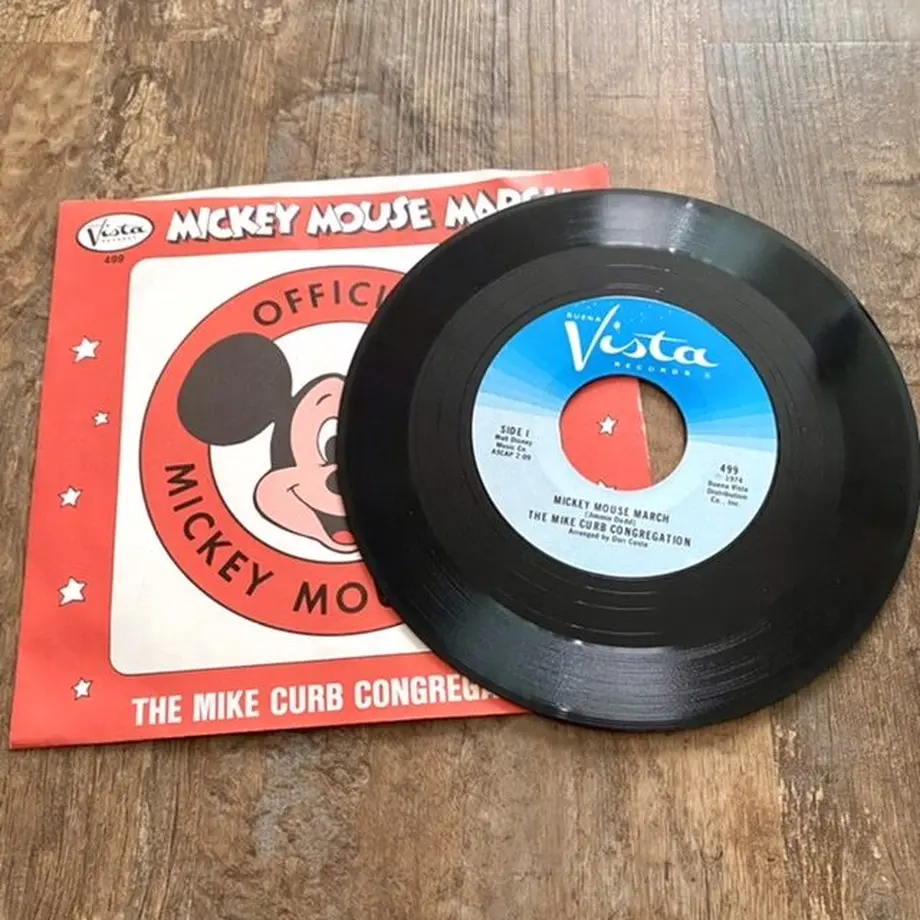 Vista
RECORDS
499
MICKEY MOUSE MARCH
OFFICI
MICKEY MOU
THE MIKE CURB CONGREGA
BUENA
Vista
RECORDS ®
SIDE I
Walt Disney
Music Co.
ASCAP 2:09
499
℗ 1974
Buena Vista
Distribution
Co., Inc.
MICKEY MOUSE MARCH
(Jimmie Dodd)
THE MIKE CURB CONGREGATION
Arranged by Don Costa